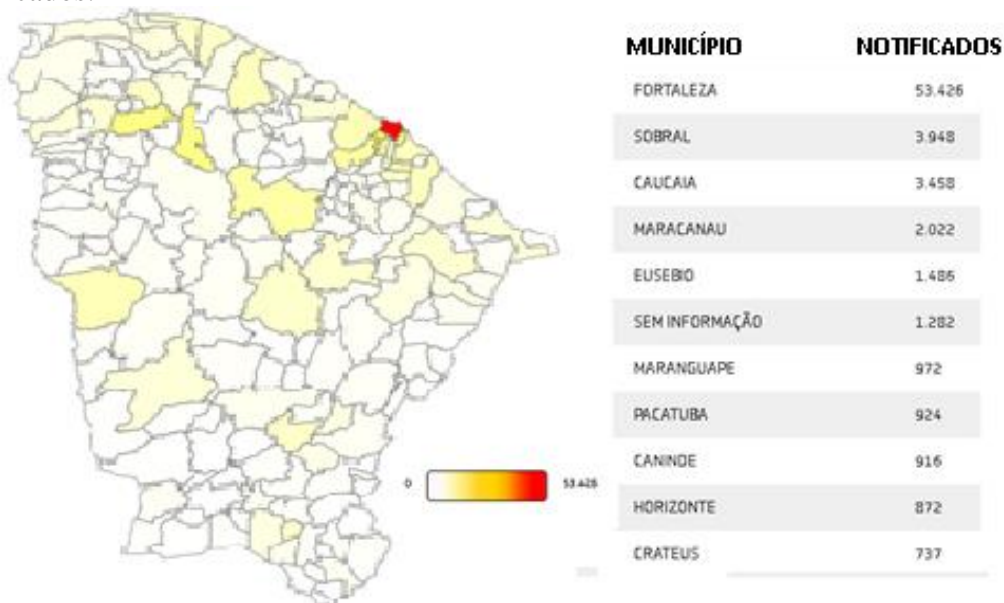 MUNICÍPIO NOTIFICADOS
FORTALEZA 53.426
SOBRAL 3.948
CAUCAIA 3.458
MARACANAU 2.022
EUSEBIO 1.486
SEM INFORMAÇÃO 1.282
MARANGUAPE 972
PACATUBA 924
CANINDE 916
HORIZONTE 872
CRATEUS 737
0 53.426